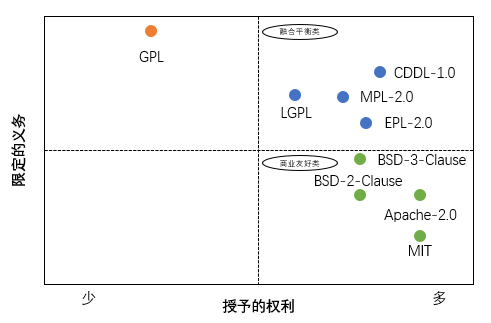 融合平衡类
GPL
CDDL-1.0
MPL-2.0
LGPL
EPL-2.0
限定的义务
商业友好类
BSD-3-Clause
BSD-2-Clause
Apache-2.0
MIT
少
授予的权利
多